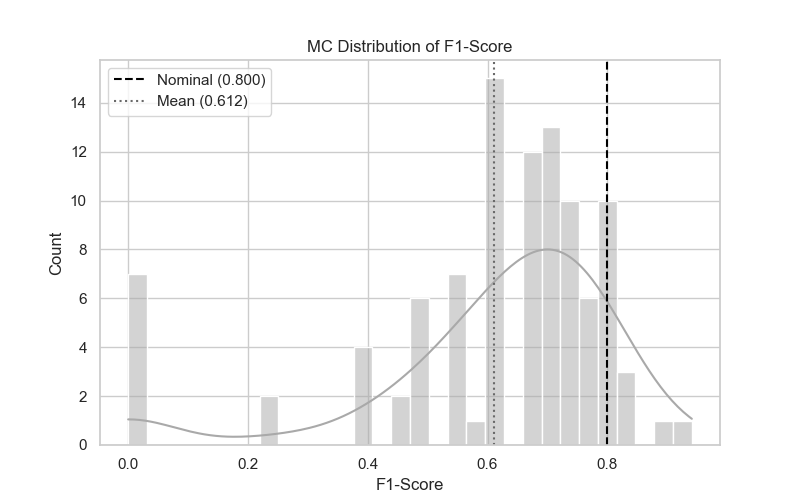 MC Distribution of F1-Score
Nominal (0.800)
Mean (0.612)
14
12
10
8
6
4
2
0
Count
0.0 0.2 0.4 0.6 0.8
F1-Score